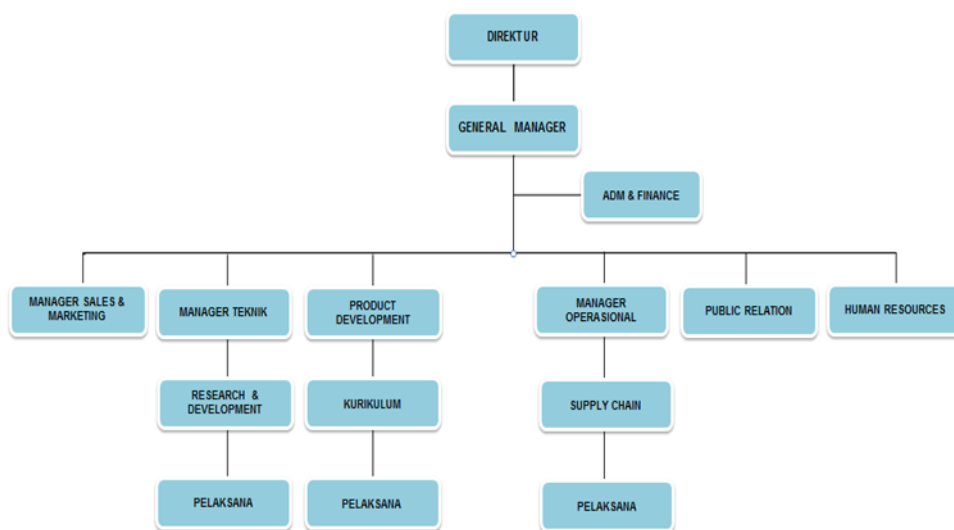 DIREKTUR
GENERAL MANAGER
ADM & FINANCE
MANAGER SALES &
MARKETING
MANAGER TEKNIK
PRODUCT
DEVELOPMENT
MANAGER
OPERASIONAL
PUBLIC RELATION
HUMAN RESOURCES
RESEARCH &
DEVELOPMENT
KURIKULUM
SUPPLY CHAIN
PELAKSANA
PELAKSANA
PELAKSANA